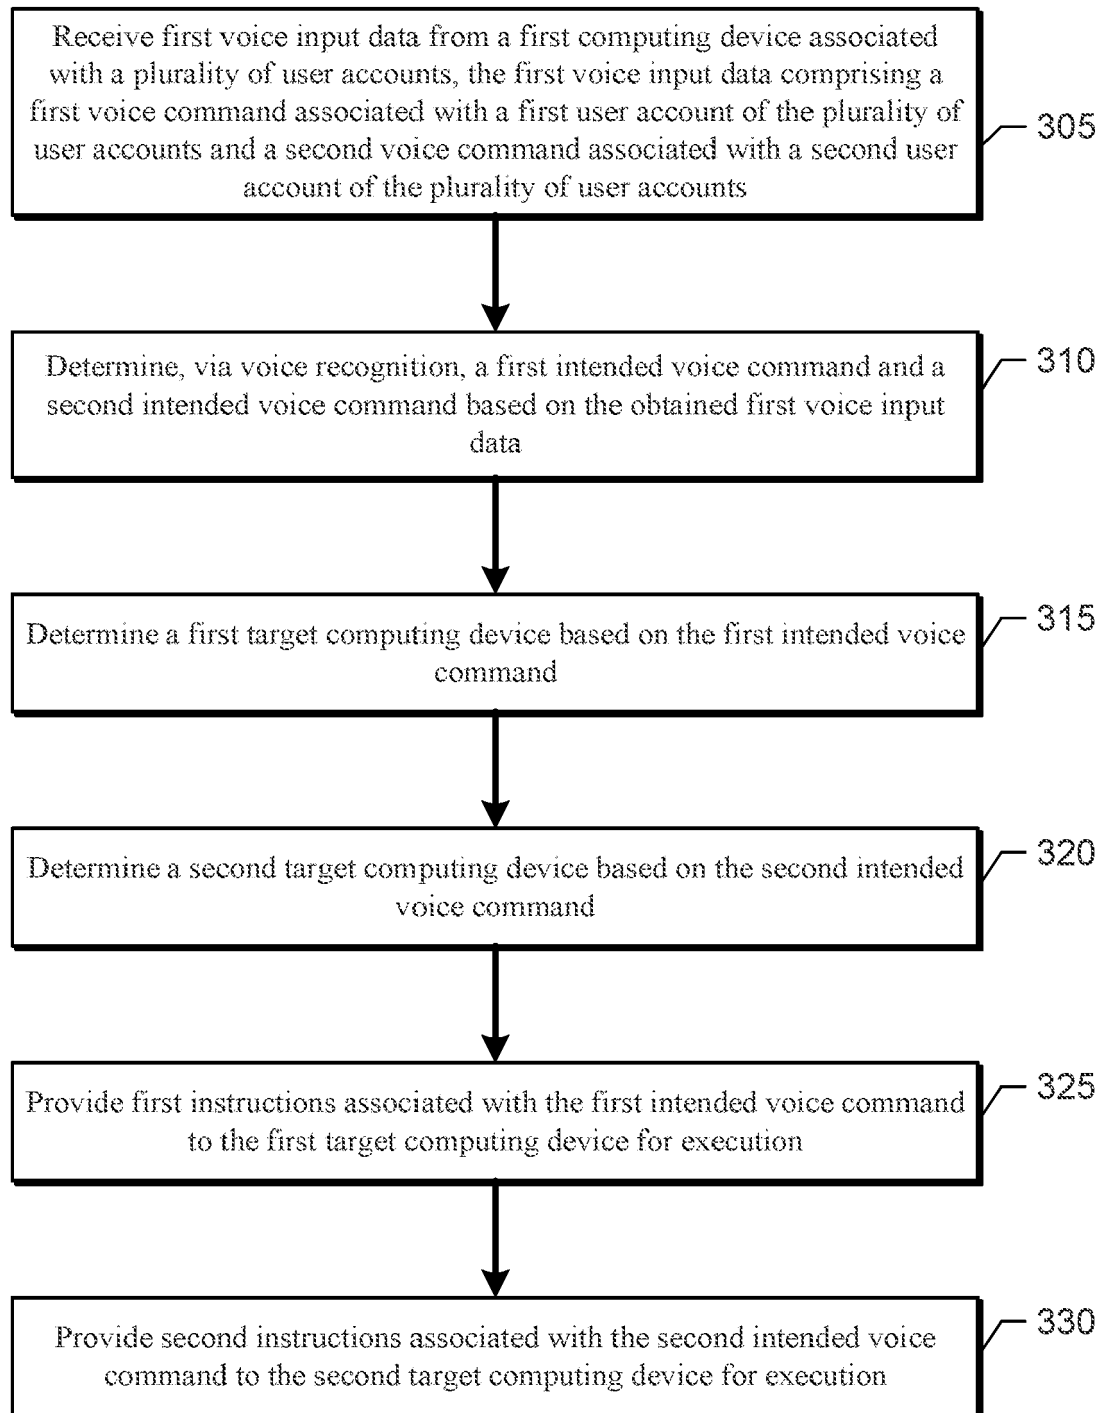 Receive first voice input data from a first computing device associated
with a plurality of user accounts, the first voice input data comprising a
first voice command associated with a first user account of the plurality of
user accounts and a second voice command associated with a second user
account of the plurality of user accounts
305
Determine, via voice recognition, a first intended voice command and a
second intended voice command based on the obtained first voice input
data
310
Determine a first target computing device based on the first intended voice
command
315
Determine a second target computing device based on the second intended
voice command
320
Provide first instructions associated with the first intended voice command
to the first target computing device for execution
325
Provide second instructions associated with the second intended voice
command to the second target computing device for execution
330